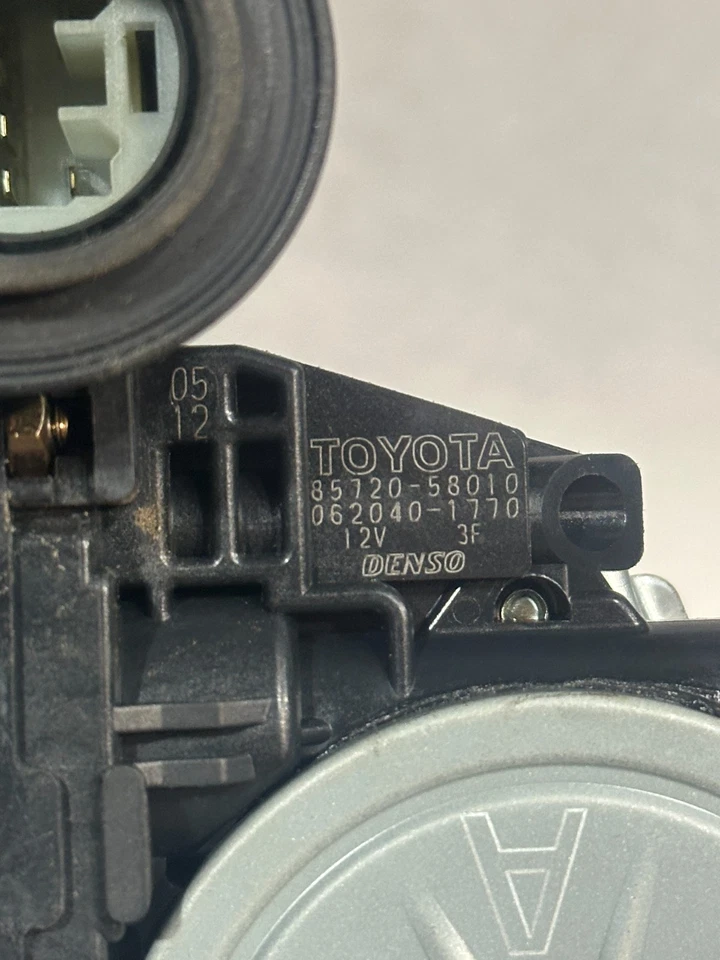 05
12
TOYOTA
85720-58010
062040-1770
12V 3F
DENSO
A